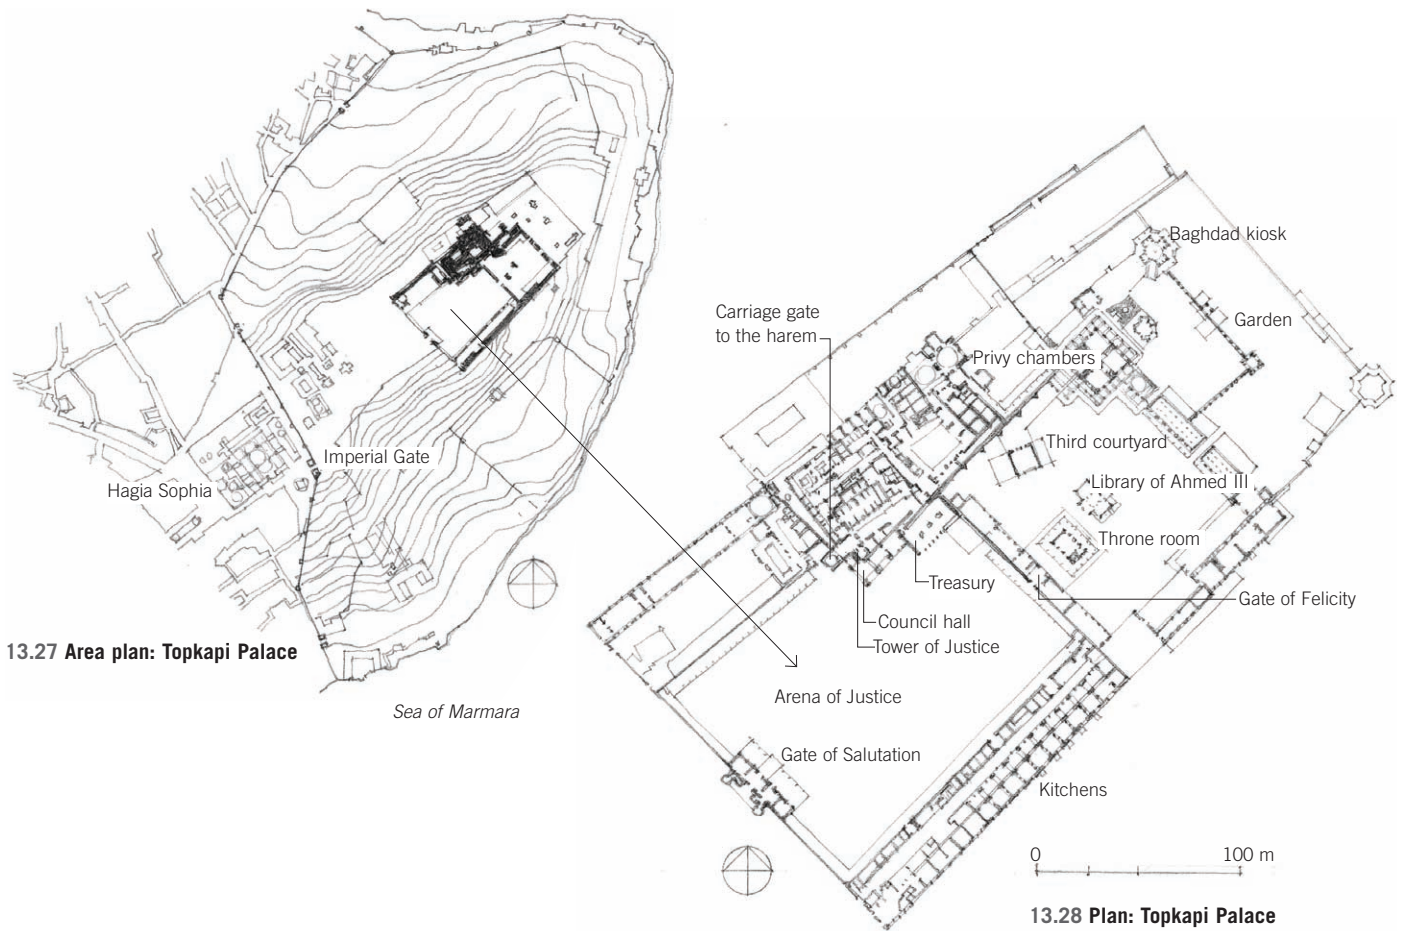 Imperial Gate
Hagia Sophia
13.27 Area plan: Topkapi Palace
Sea of Marmara
Baghdad kiosk
Carriage gate
to the harem
Garden
Privy chambers
Third courtyard
Library of Ahmed III
Throne room
Treasury
Gate of Felicity
Council hall
Tower of Justice
Arena of Justice
Gate of Salutation
Kitchens
0 100 m
13.28 Plan: Topkapi Palace